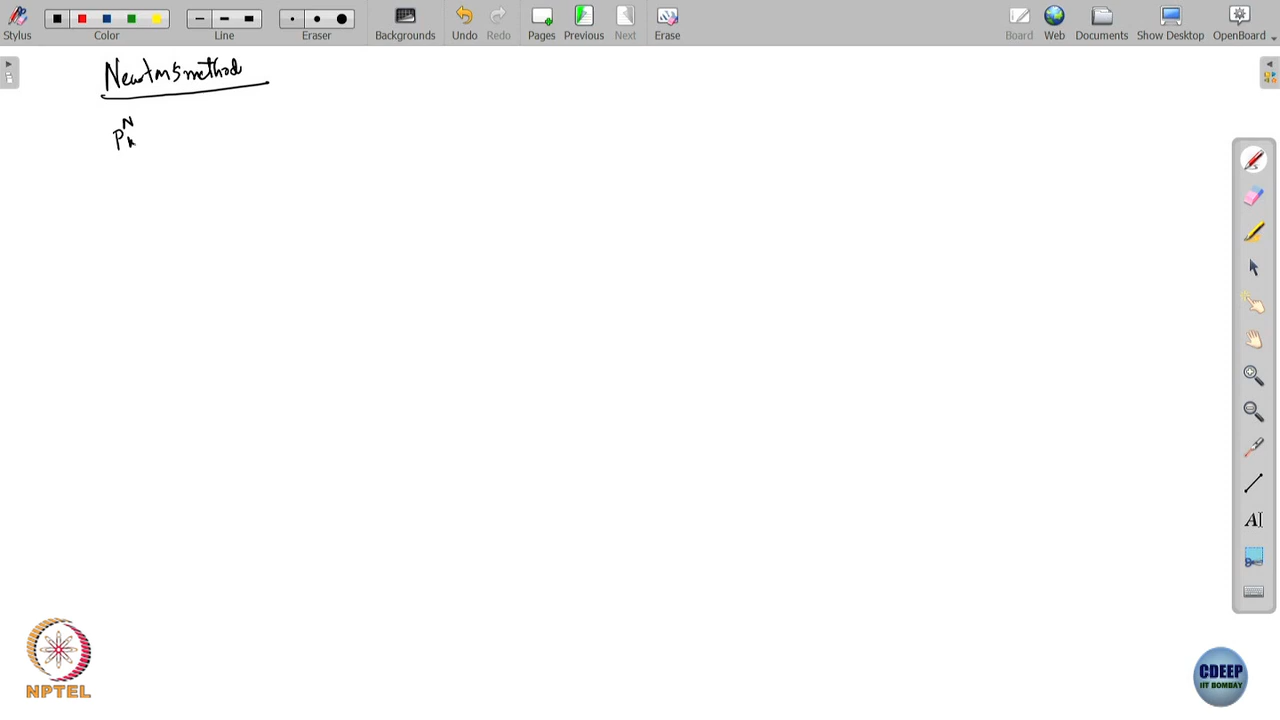 Stylus
Color
Line
Eraser
Backgrounds
Undo
Redo
Pages
Previous
Next
Erase
Board
Web
Documents
Show Desktop
OpenBoard
Newton's method
p_k^N
NPTEL
CDEEP
IIT BOMBAY